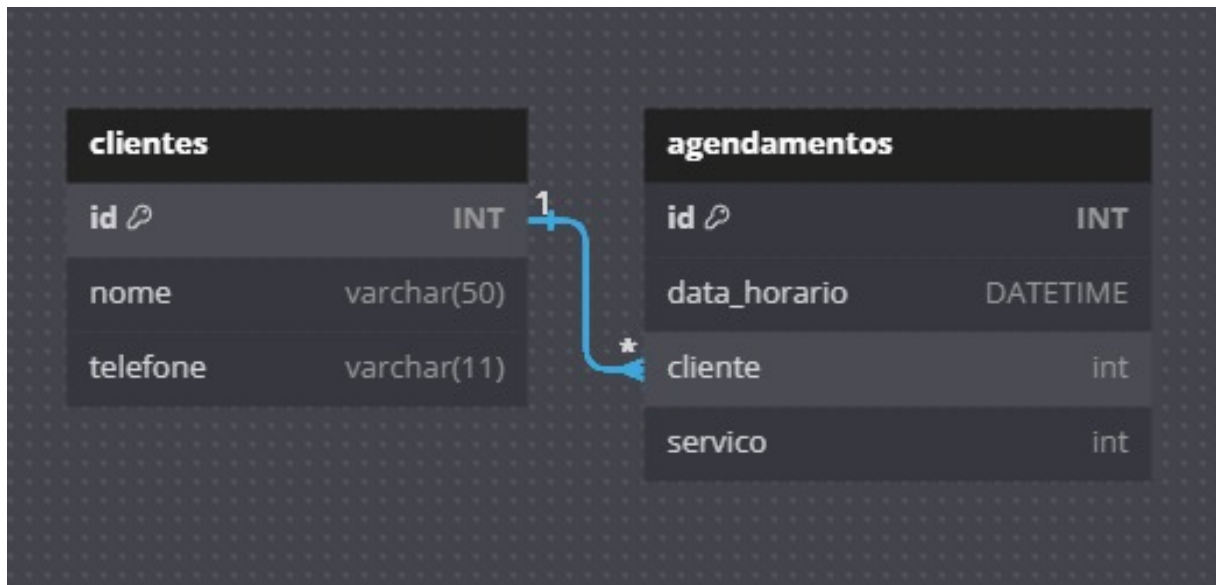 clientes
id INT
nome varchar(50)
telefone varchar(11)
1
*
agendamentos
id INT
data_horario DATETIME
cliente int
servico int